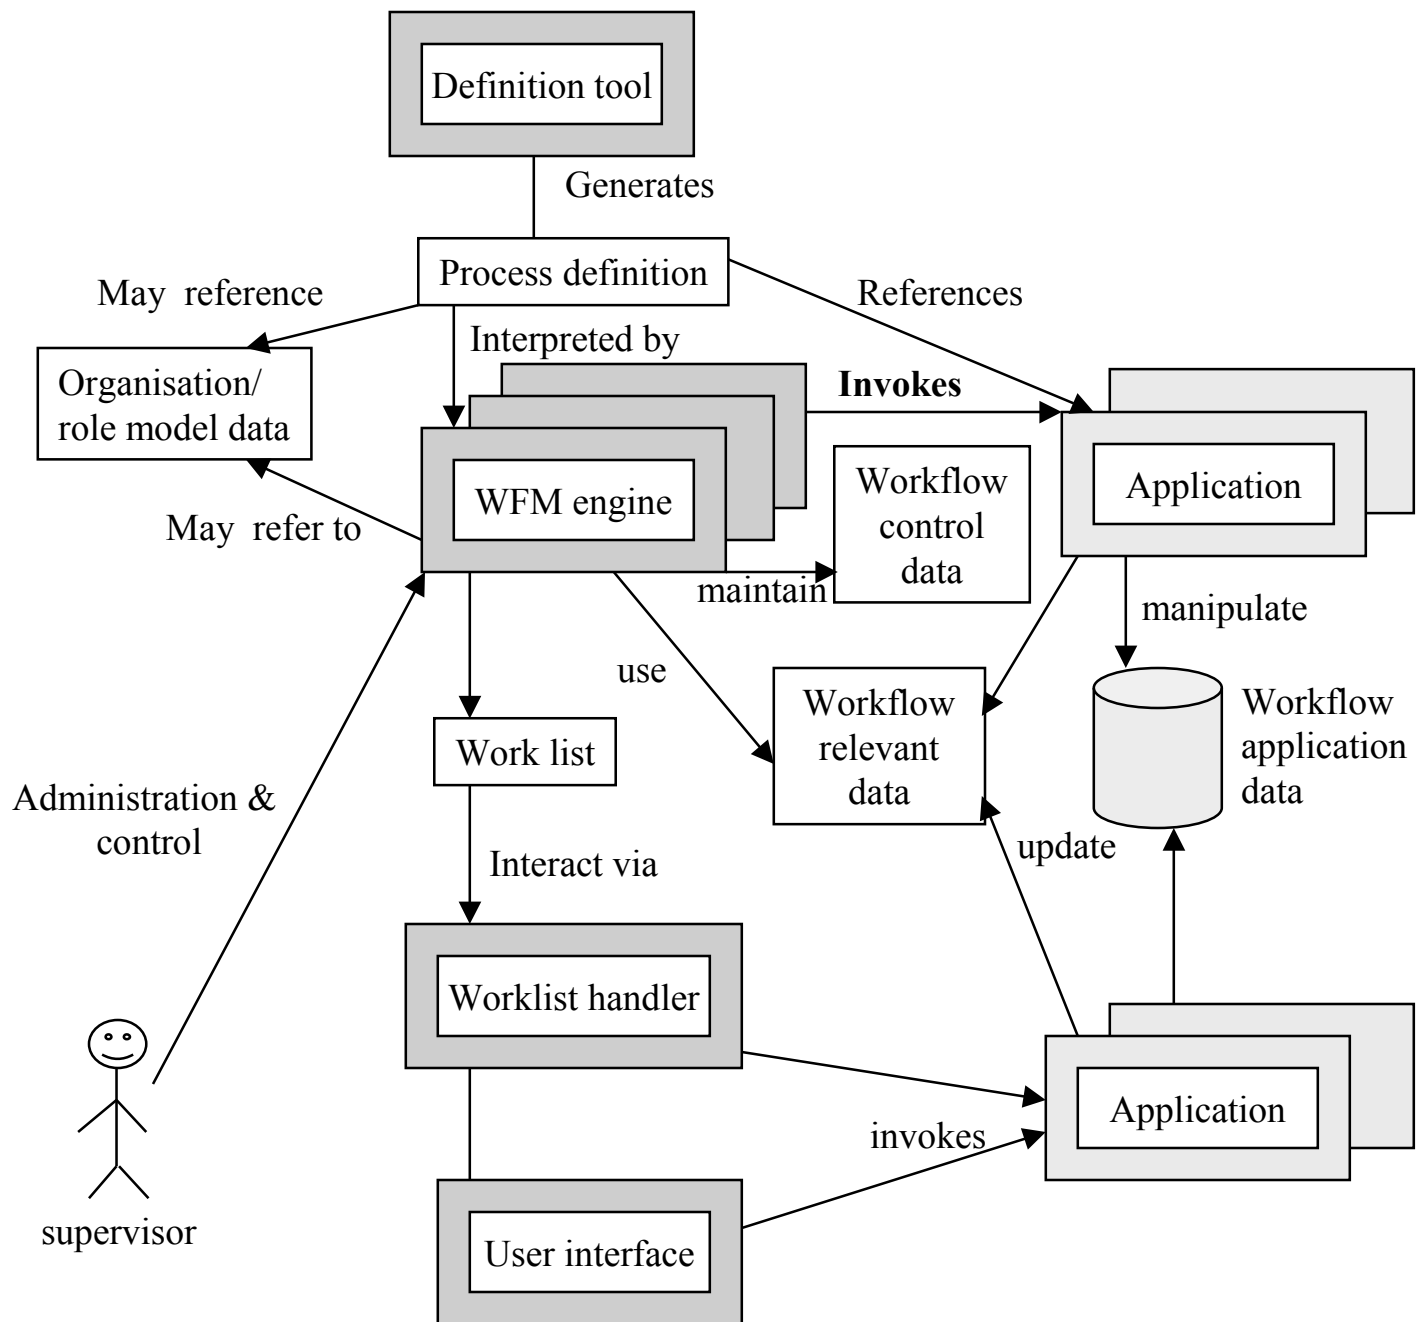 Definition tool
Generates
Process definition
May  reference
References
Interpreted by
Organisation/
role model data
Invokes
WFM engine
Workflow
control
data
Application
May  refer to
maintain
manipulate
use
Workflow
relevant
data
Workflow
application
data
Work list
Administration &
control
Interact via
update
Worklist handler
Application
invokes
supervisor
User interface